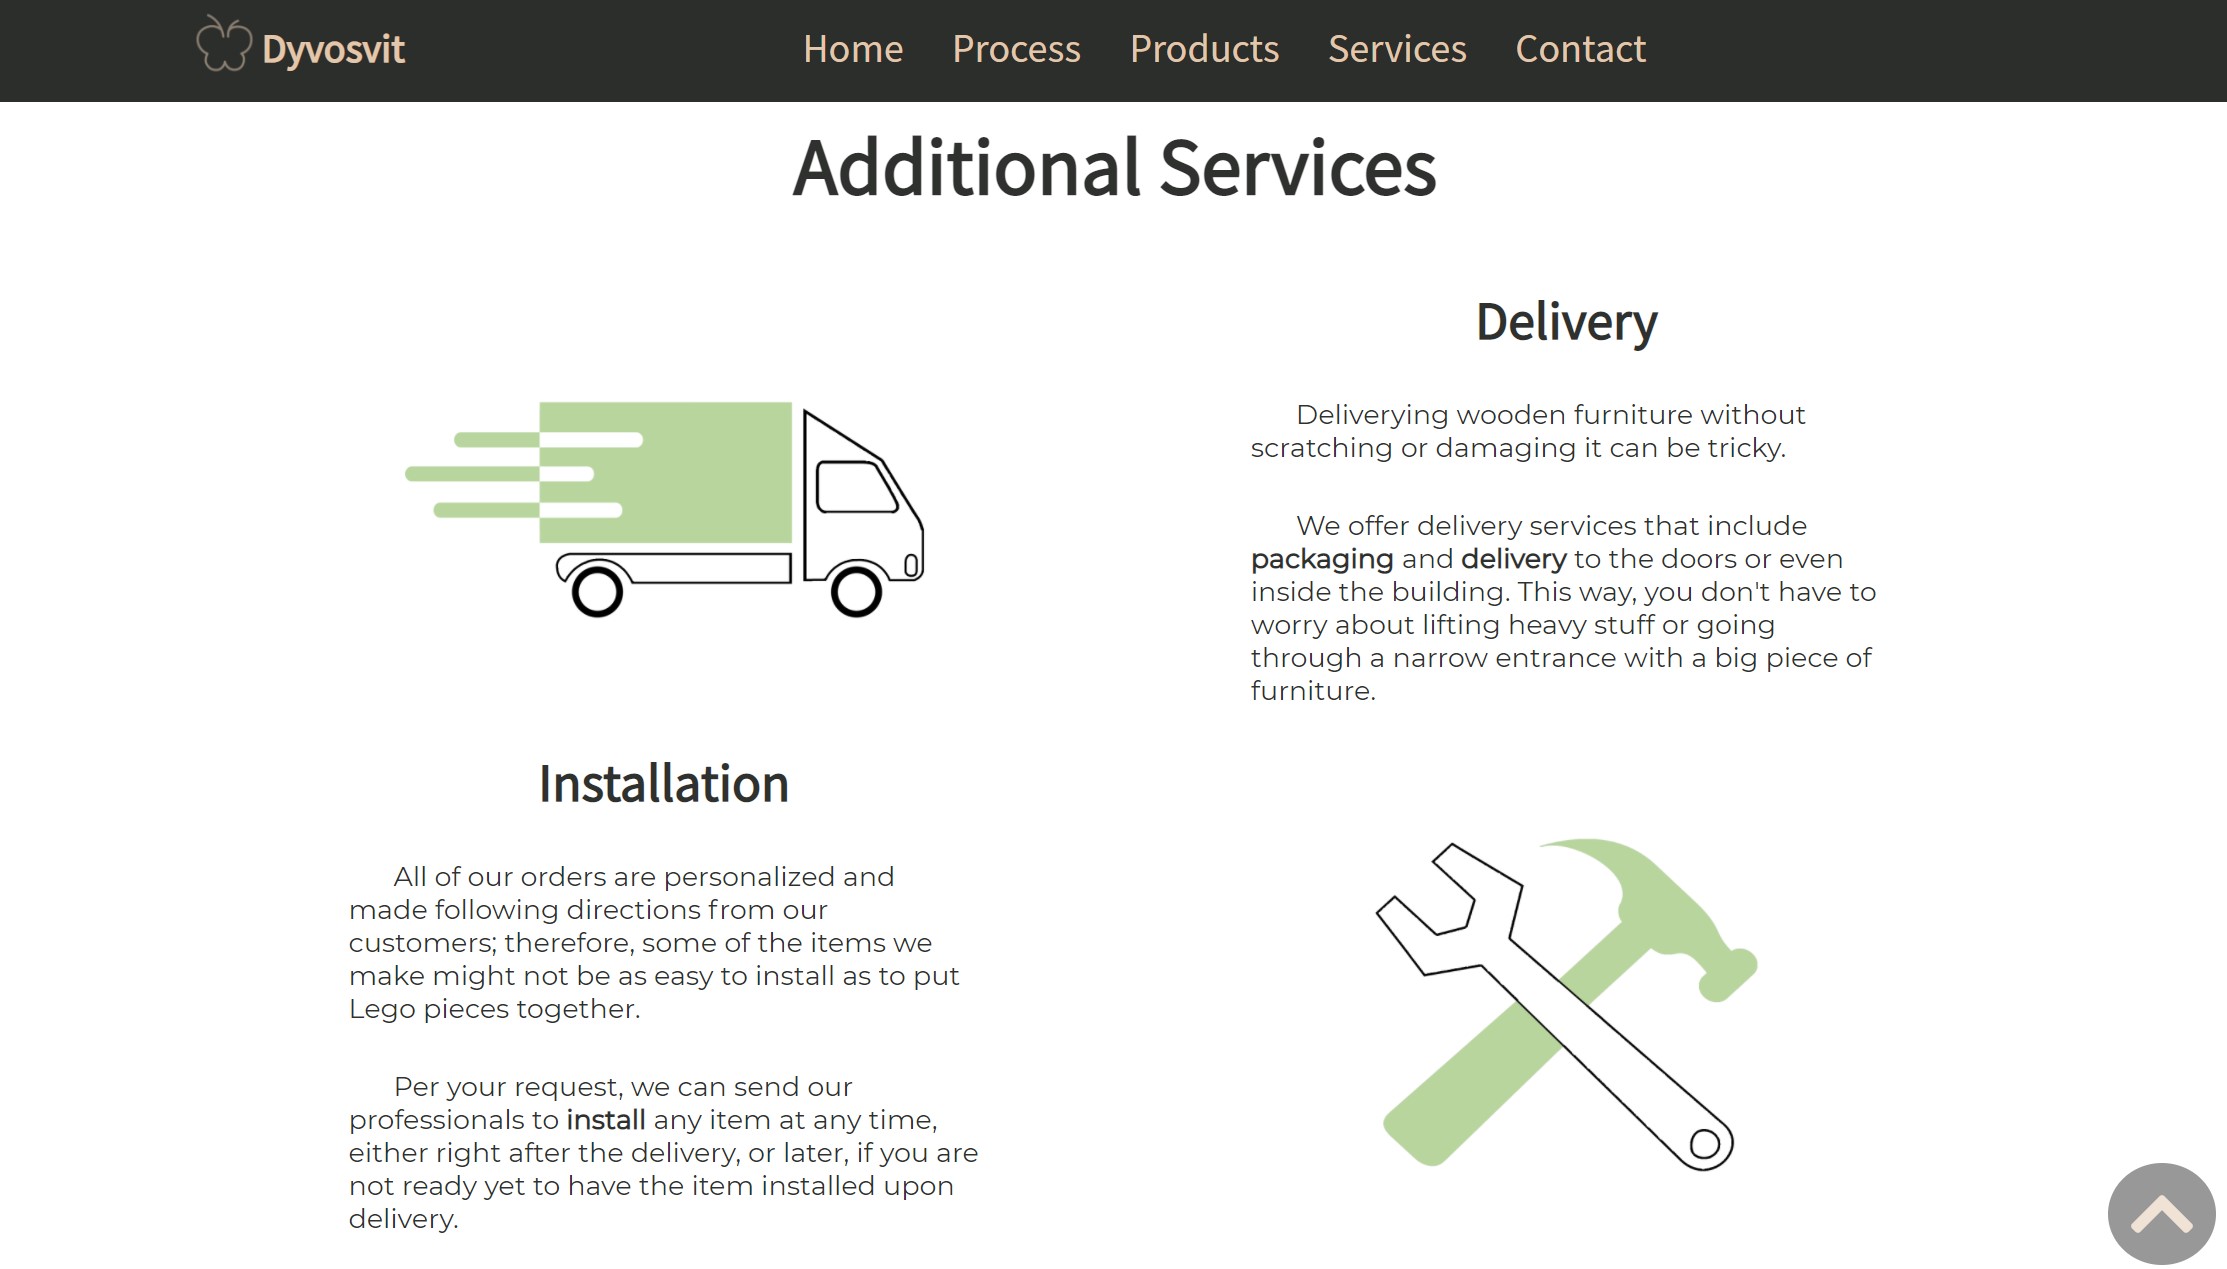 Dyvosvit
Home Process Products Services Contact
Additional Services
Delivery
Deliverying wooden furniture without
scratching or damaging it can be tricky.
We offer delivery services that include
packaging and delivery to the doors or even
inside the building. This way, you don't have to
worry about lifting heavy stuff or going
through a narrow entrance with a big piece of
furniture.
Installation
All of our orders are personalized and
made following directions from our
customers; therefore, some of the items we
make might not be as easy to install as to put
Lego pieces together.
Per your request, we can send our
professionals to install any item at any time,
either right after the delivery, or later, if you are
not ready yet to have the item installed upon
delivery.